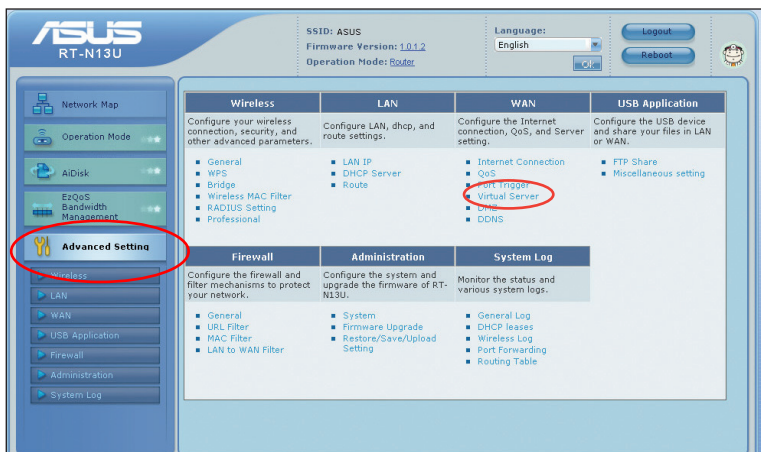 ASUS
RT-N13U
SSID: ASUS
Firmware Version: 1.0.1.2
Operation Mode: Router
Language:
English
Ok
Logout
Reboot
Network Map
Operation Mode
AiDisk
EzQoS
Bandwidth
Management
Advanced Setting
Wireless
LAN
WAN
USB Application
Firewall
Administration
System Log
Wireless
Configure your wireless
connection, security, and
other advanced parameters.
General
WPS
Bridge
Wireless MAC Filter
RADIUS Setting
Professional
LAN
Configure LAN, dhcp, and
route settings.
LAN IP
DHCP Server
Route
WAN
Configure the Internet
connection, QoS, and Server
setting.
Internet Connection
QoS
Port Trigger
Virtual Server
DMZ
DDNS
USB Application
Configure the USB device
and share your files in LAN
or WAN.
FTP Share
Miscellaneous setting
Firewall
Configure the firewall and
filter mechanisms to protect
your network.
General
URL Filter
MAC Filter
LAN to WAN Filter
Administration
Configure the system and
upgrade the firmware of RT-
N13U.
System
Firmware Upgrade
Restore/Save/Upload
Setting
System Log
Monitor the status and
various system logs.
General Log
DHCP leases
Wireless Log
Port Forwarding
Routing Table